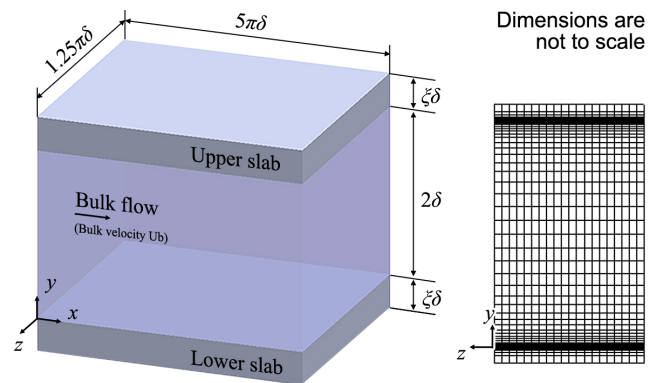 Dimensions are
not to scale
1.25πδ
5πδ
ξδ
Upper slab
2δ
Bulk flow
(Bulk velocity Ub)
ξδ
y
x
z
Lower slab
y
z